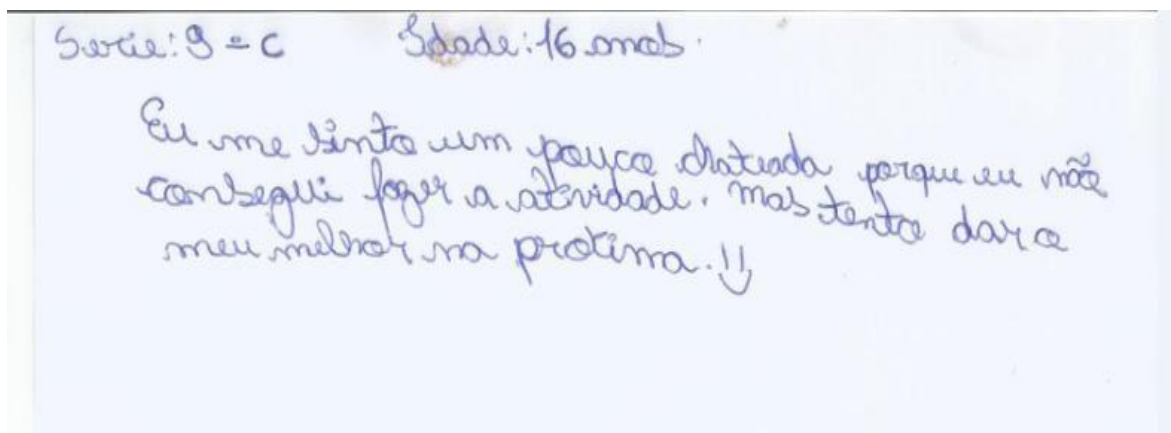 Serie: 9 = C Idade: 16 anos.
Eu me sinto um pouco chateada porque eu não
consegui fazer a atividade. Mas tento dar o
meu melhor na protima. !!